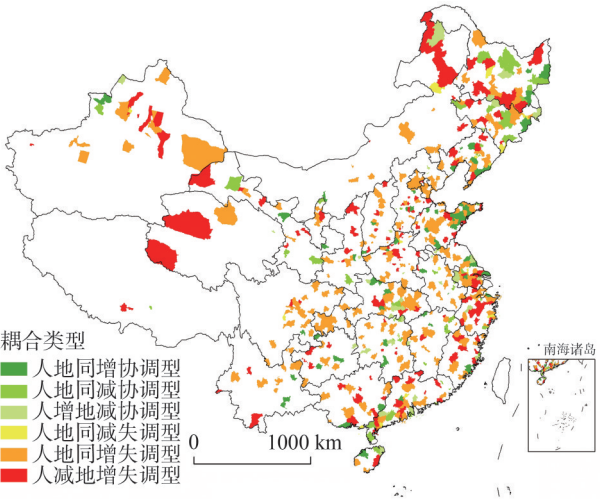 耦合类型
人地同增协调型
人地同减协调型
人增地减协调型
人地同减失调型
人地同增失调型
人减地增失调型
0 1000 km
南海诸岛